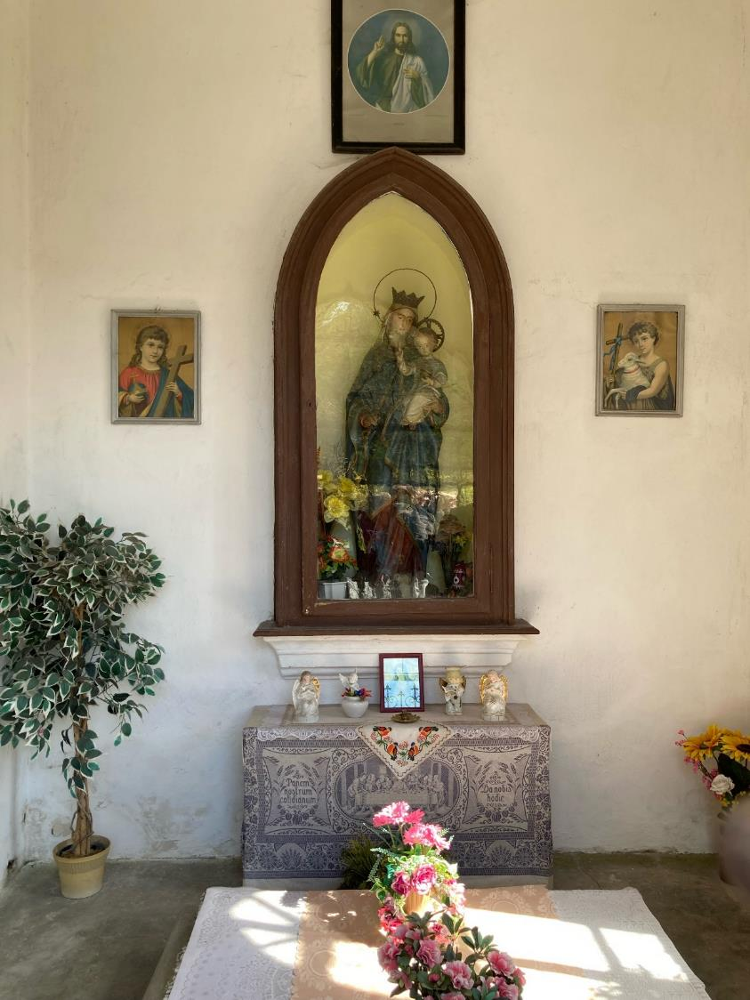 Panem
nostrum
cotidianum
Da nobis
hodie